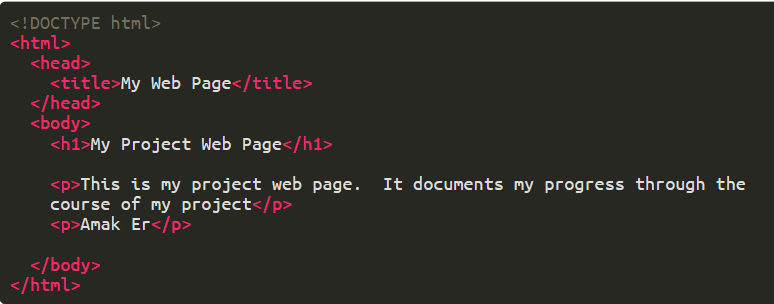 <!DOCTYPE html>
<html>
  <head>
    <title>My Web Page</title>
  </head>
  <body>
    <h1>My Project Web Page</h1>

    <p>This is my project web page.  It documents my progress through the
    course of my project</p>
    <p>Amak Er</p>

  </body>
</html>